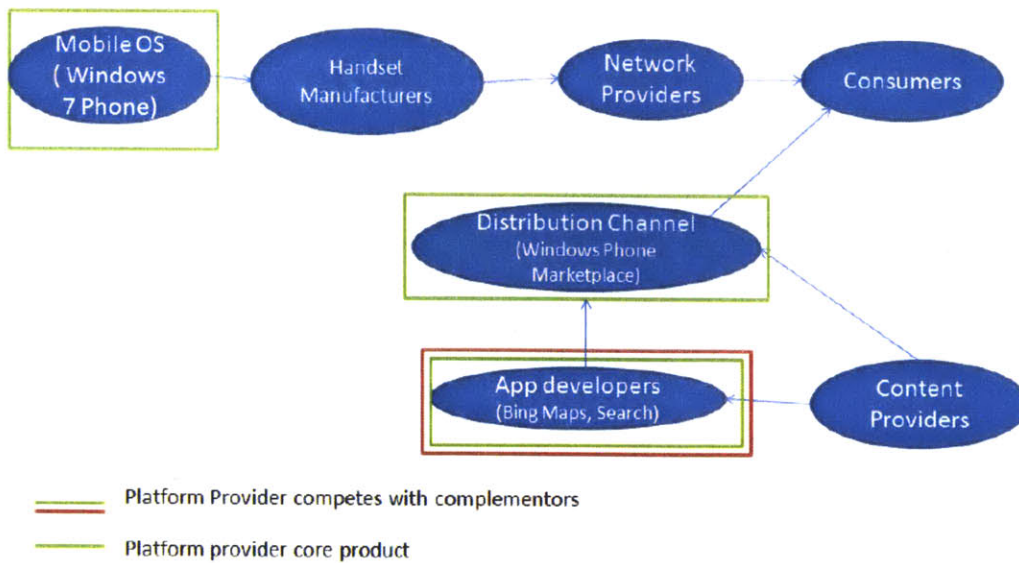 Mobile OS
( Windows
7 Phone)
Handset
Manufacturers
Network
Providers
Consumers
Distribution Channel
(Windows Phone
Marketplace)
App developers
(Bing Maps, Search)
Content
Providers
Platform Provider competes with complementors
Platform provider core product